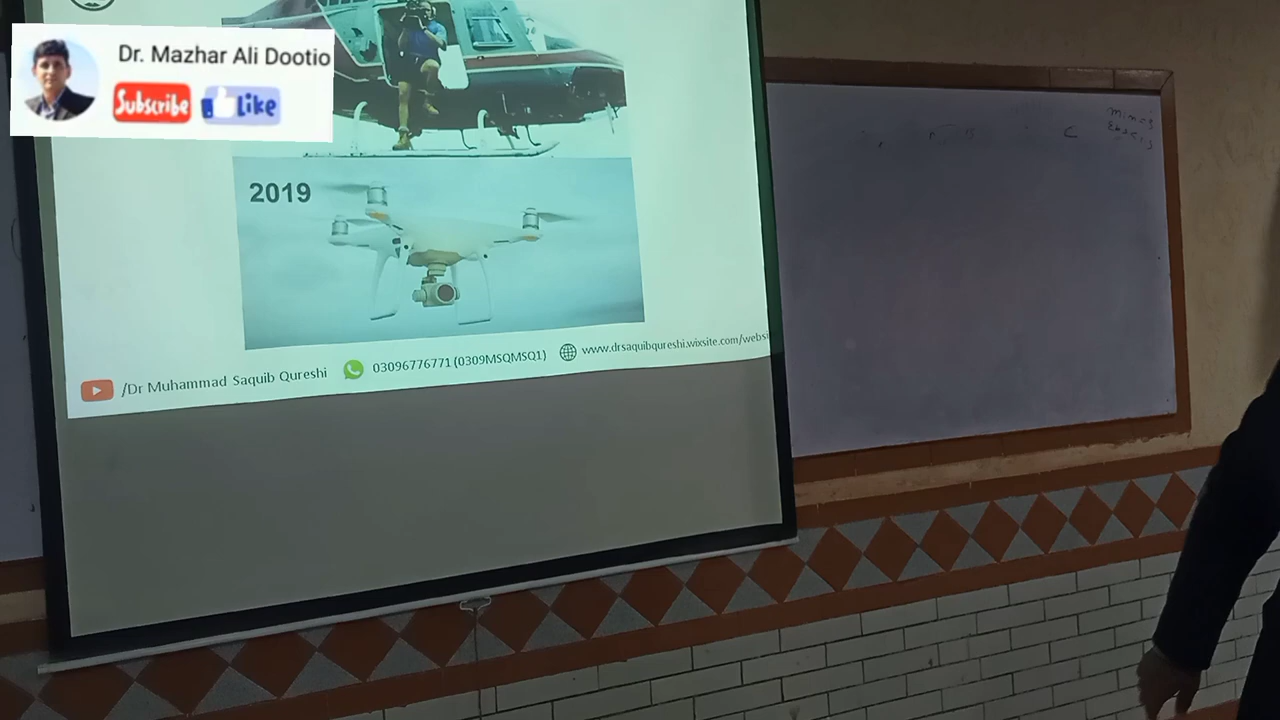 Dr. Mazhar Ali Dootio
Subscribe
Like
2019
/Dr Muhammad Saquib Qureshi
03096776771 (0309MSQMSQ1)
www.drsaquibqureshi.wixsite.com/webs